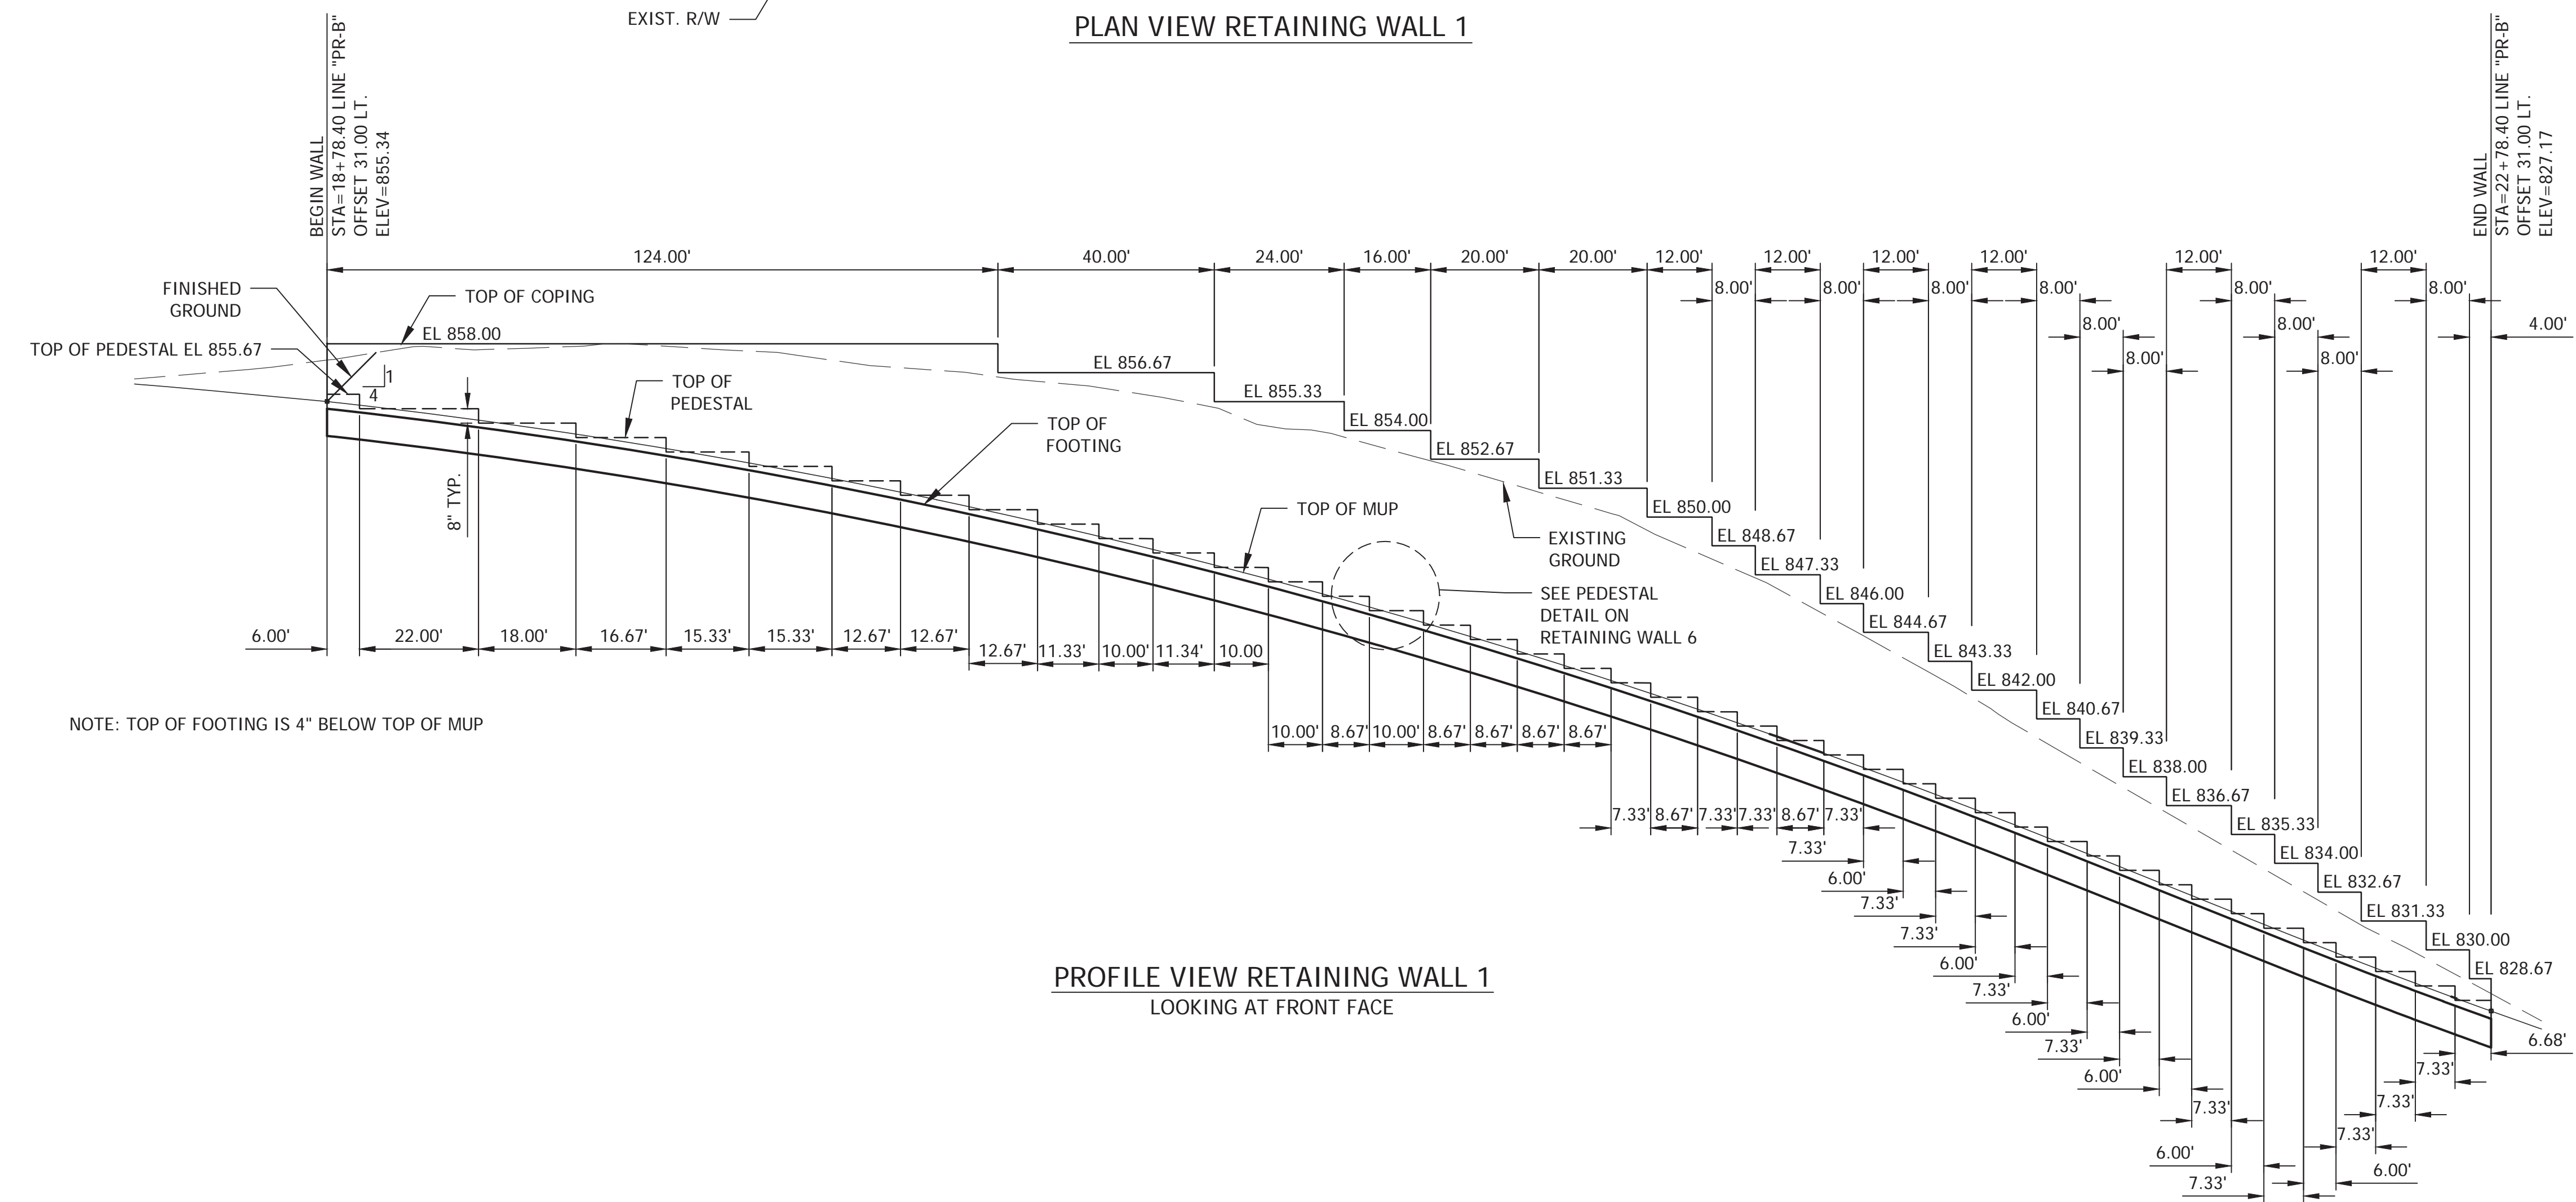 EXIST. R/W
PLAN VIEW RETAINING WALL 1
BEGIN WALL
STA=18+78.40 LINE "PR-B"
OFFSET 31.00 LT.
ELEV=855.34
END WALL
STA=22+78.40 LINE "PR-B"
OFFSET 31.00 LT.
ELEV=827.17
124.00'
40.00'
24.00'
16.00'
20.00'
20.00'
12.00'
12.00'
12.00'
12.00'
12.00'
12.00'
8.00'
8.00'
8.00'
8.00'
8.00'
8.00'
8.00'
8.00'
4.00'
8.00'
8.00'
FINISHED
GROUND
TOP OF COPING
TOP OF PEDESTAL EL 855.67
1
4
TOP OF
PEDESTAL
TOP OF
FOOTING
TOP OF MUP
EXISTING
GROUND
SEE PEDESTAL
DETAIL ON
RETAINING WALL 6
8" TYP.
EL 858.00
EL 856.67
EL 855.33
EL 854.00
EL 852.67
EL 851.33
EL 850.00
EL 848.67
EL 847.33
EL 846.00
EL 844.67
EL 843.33
EL 842.00
EL 840.67
EL 839.33
EL 838.00
EL 836.67
EL 835.33
EL 834.00
EL 832.67
EL 831.33
EL 830.00
EL 828.67
6.00'
22.00'
18.00'
16.67'
15.33'
15.33'
12.67'
12.67'
12.67'
11.33'
10.00'
11.34'
10.00
10.00'
8.67'
10.00'
8.67'
8.67'
8.67'
8.67'
7.33'
8.67'
7.33'
7.33'
8.67'
7.33'
7.33'
6.00'
7.33'
7.33'
6.00'
7.33'
6.00'
7.33'
6.00'
7.33'
6.00'
7.33'
6.00'
7.33'
7.33'
7.33'
6.68'
NOTE: TOP OF FOOTING IS 4" BELOW TOP OF MUP
PROFILE VIEW RETAINING WALL 1
LOOKING AT FRONT FACE